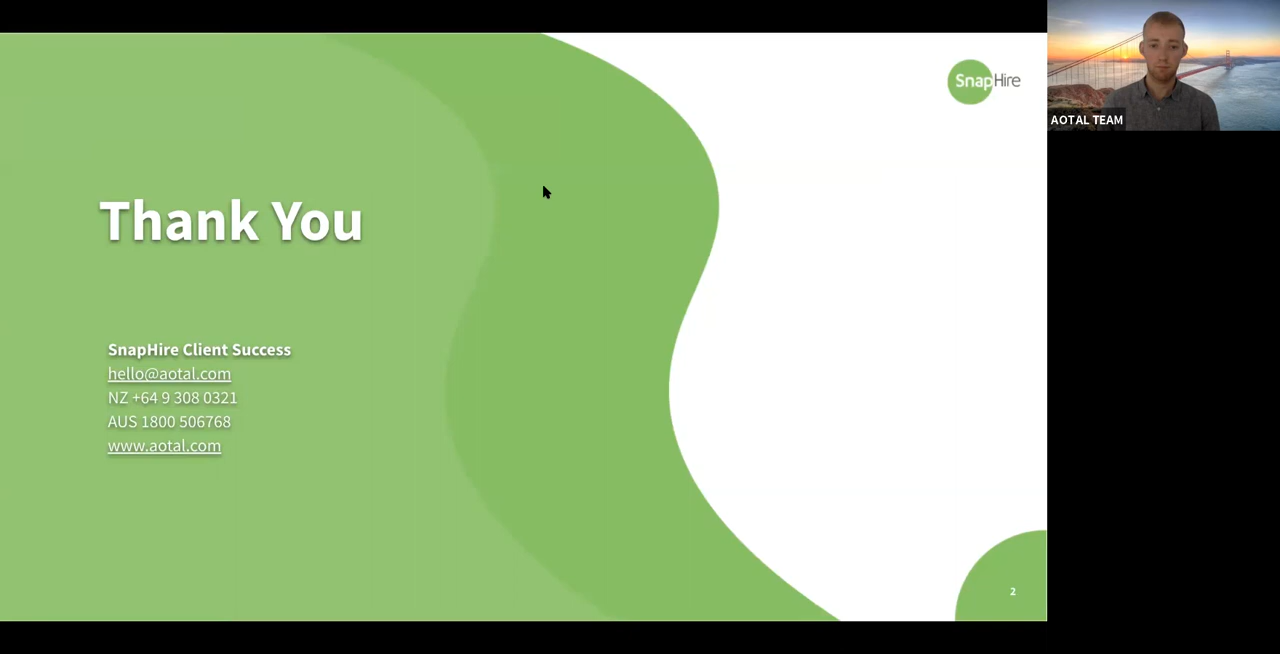 SnapHire
AOTAL TEAM
Thank You
SnapHire Client Success
hello@aotal.com
NZ +64 9 308 0321
AUS 1800 506768
www.aotal.com
2